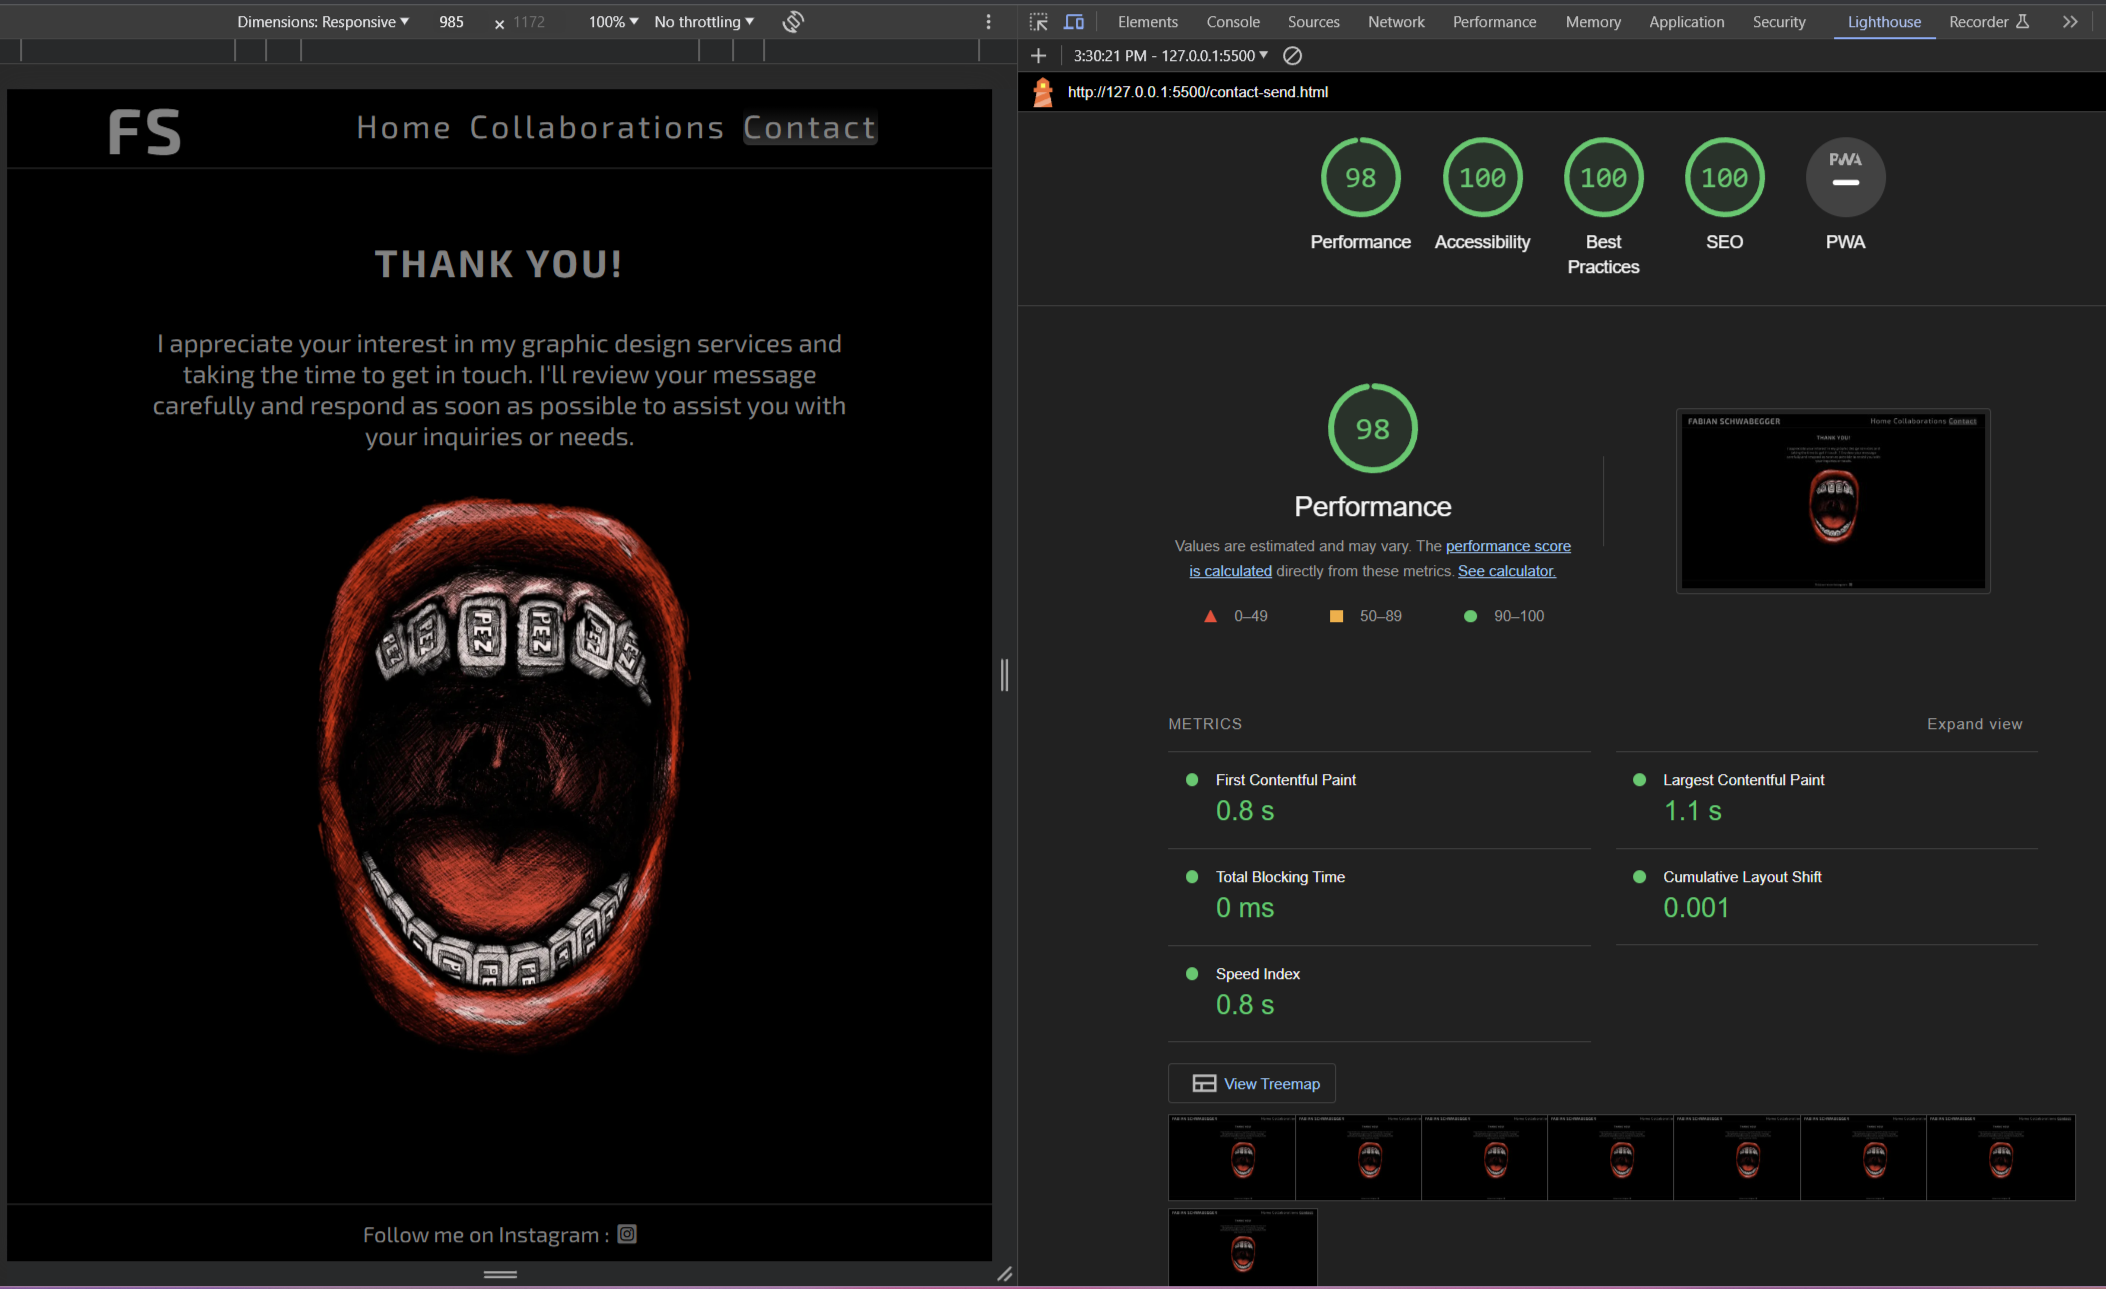 Dimensions: Responsive 985 × 1172 100% No throttling
Elements Console Sources Network Performance Memory Application Security Lighthouse Recorder
3:30:21 PM - 127.0.0.1:5500
http://127.0.0.1:5500/contact-send.html
FS Home Collaborations Contact
THANK YOU!
I appreciate your interest in my graphic design services and
taking the time to get in touch. I'll review your message
carefully and respond as soon as possible to assist you with
your inquiries or needs.
PEZ PEZ PEZ PEZ PEZ PEZ
Follow me on Instagram :
98 100 100 100 PWA
Performance Accessibility Best Practices SEO PWA
98
Performance
Values are estimated and may vary. The performance score
is calculated directly from these metrics. See calculator.
0–49 50–89 90–100
FABIAN SCHWABEGGER Home Collaborations Contact
THANK YOU!
METRICS
Expand view
First Contentful Paint
0.8 s
Largest Contentful Paint
1.1 s
Total Blocking Time
0 ms
Cumulative Layout Shift
0.001
Speed Index
0.8 s
View Treemap